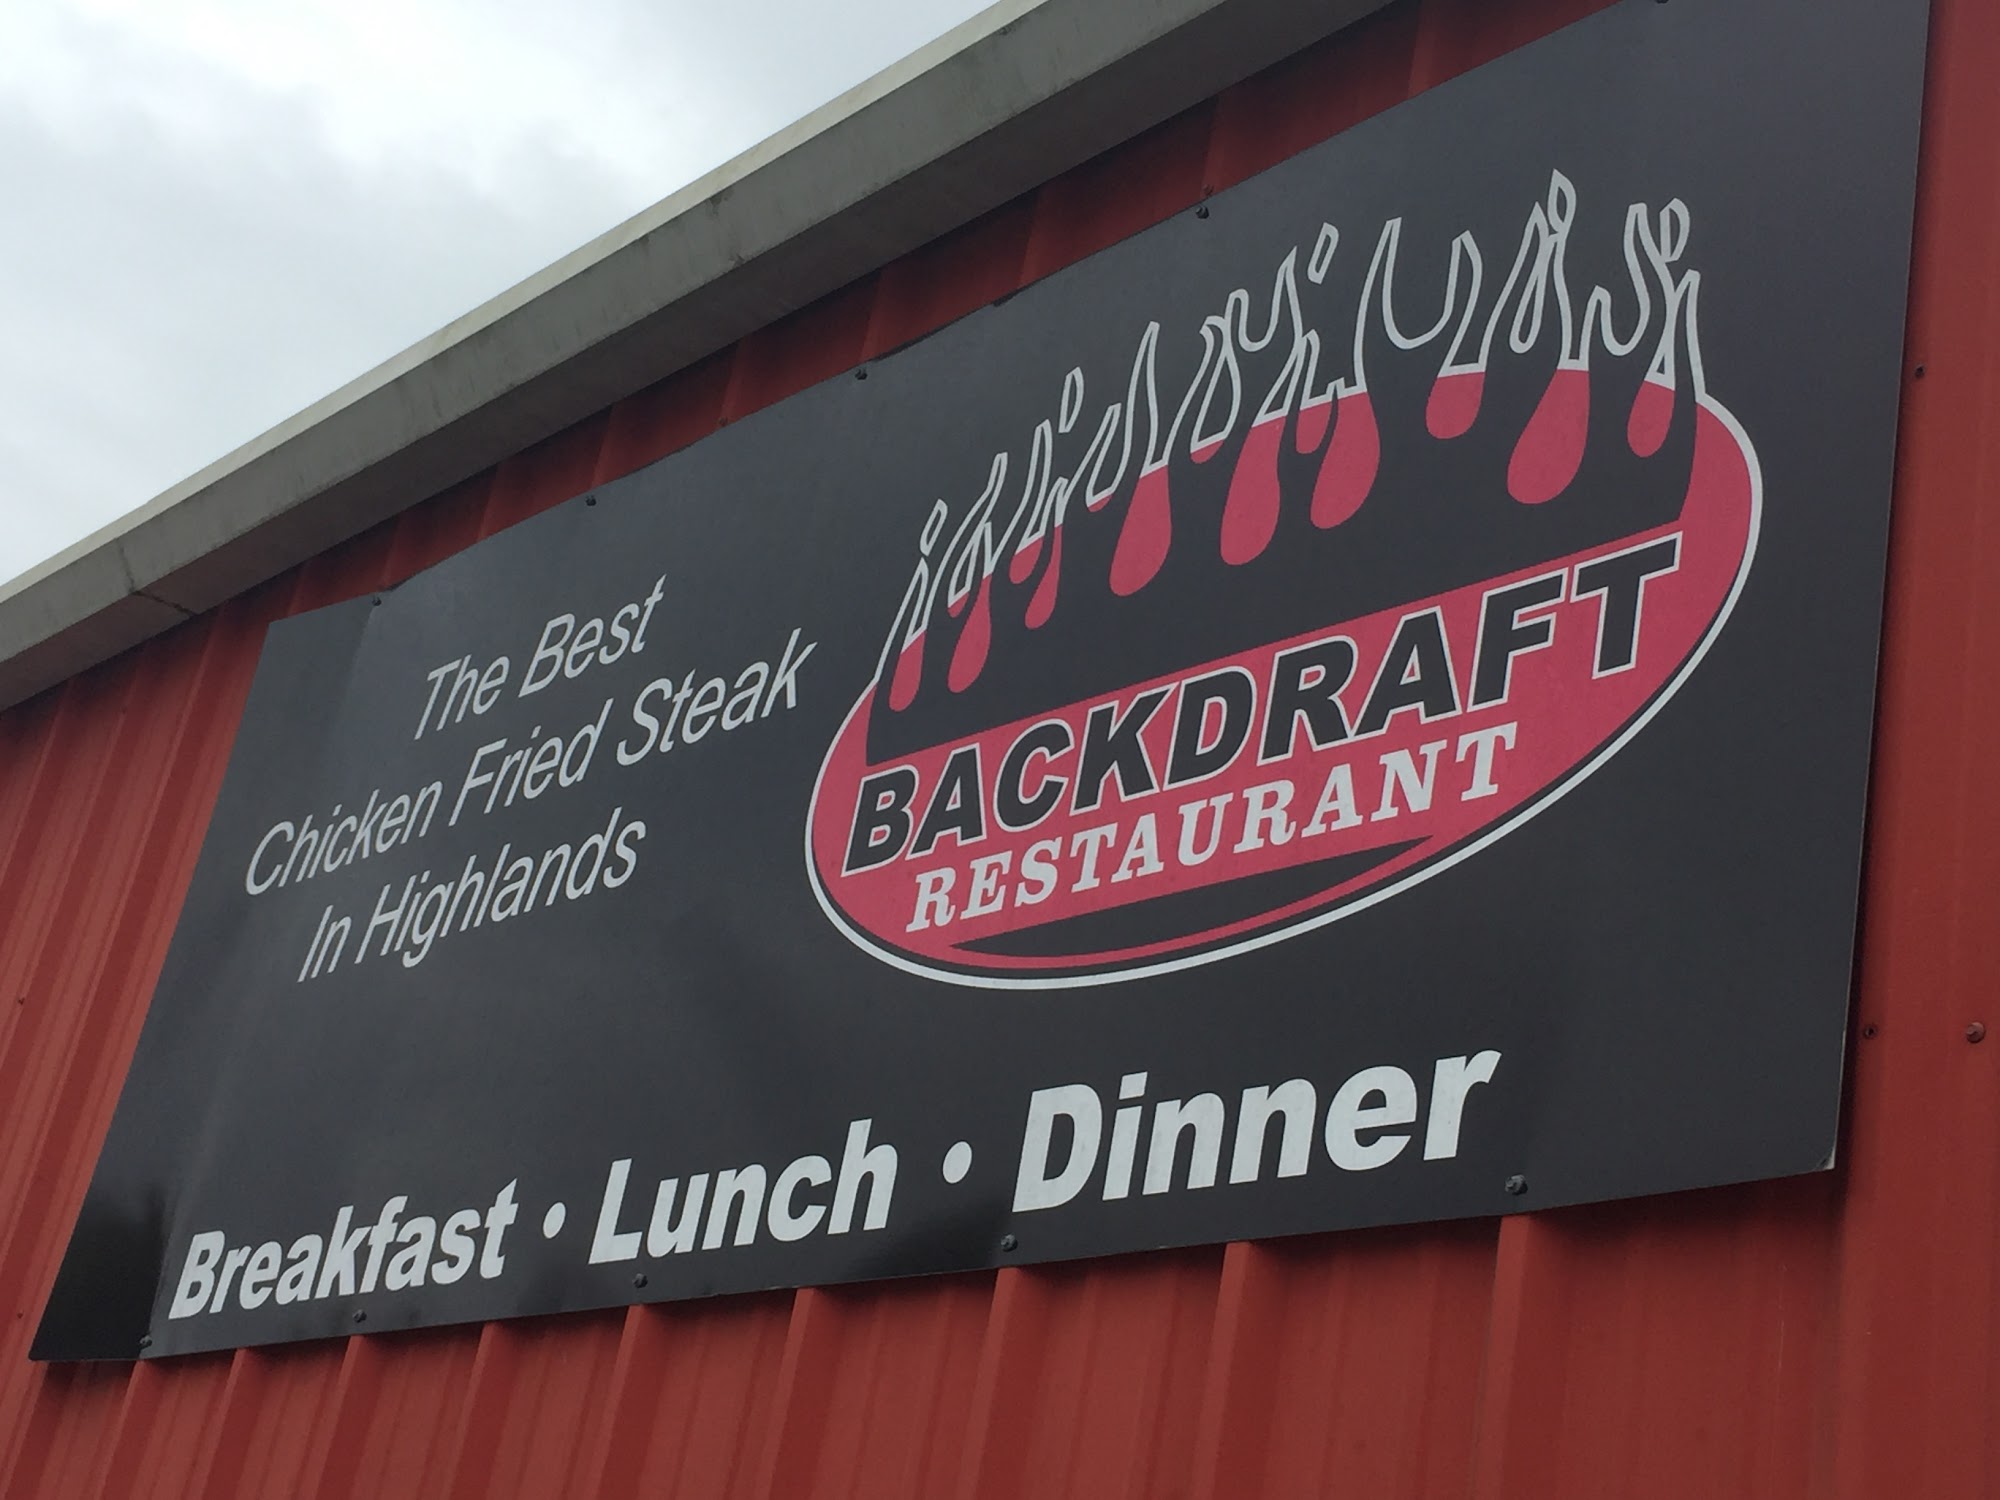 The Best
Chicken Fried Steak
In Highlands
BACKDRAFT
RESTAURANT
Breakfast • Lunch • Dinner